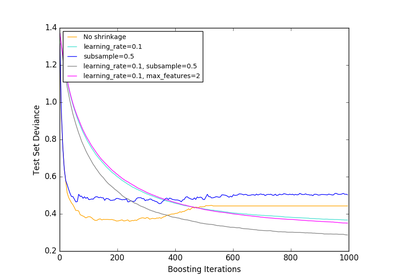 1.4
1.2
1.0
0.8
0.6
0.4
0.2
Test Set Deviance
No shrinkage
learning_rate=0.1
subsample=0.5
learning_rate=0.1, subsample=0.5
learning_rate=0.1, max_features=2
0 200 400 600 800 1000
Boosting Iterations